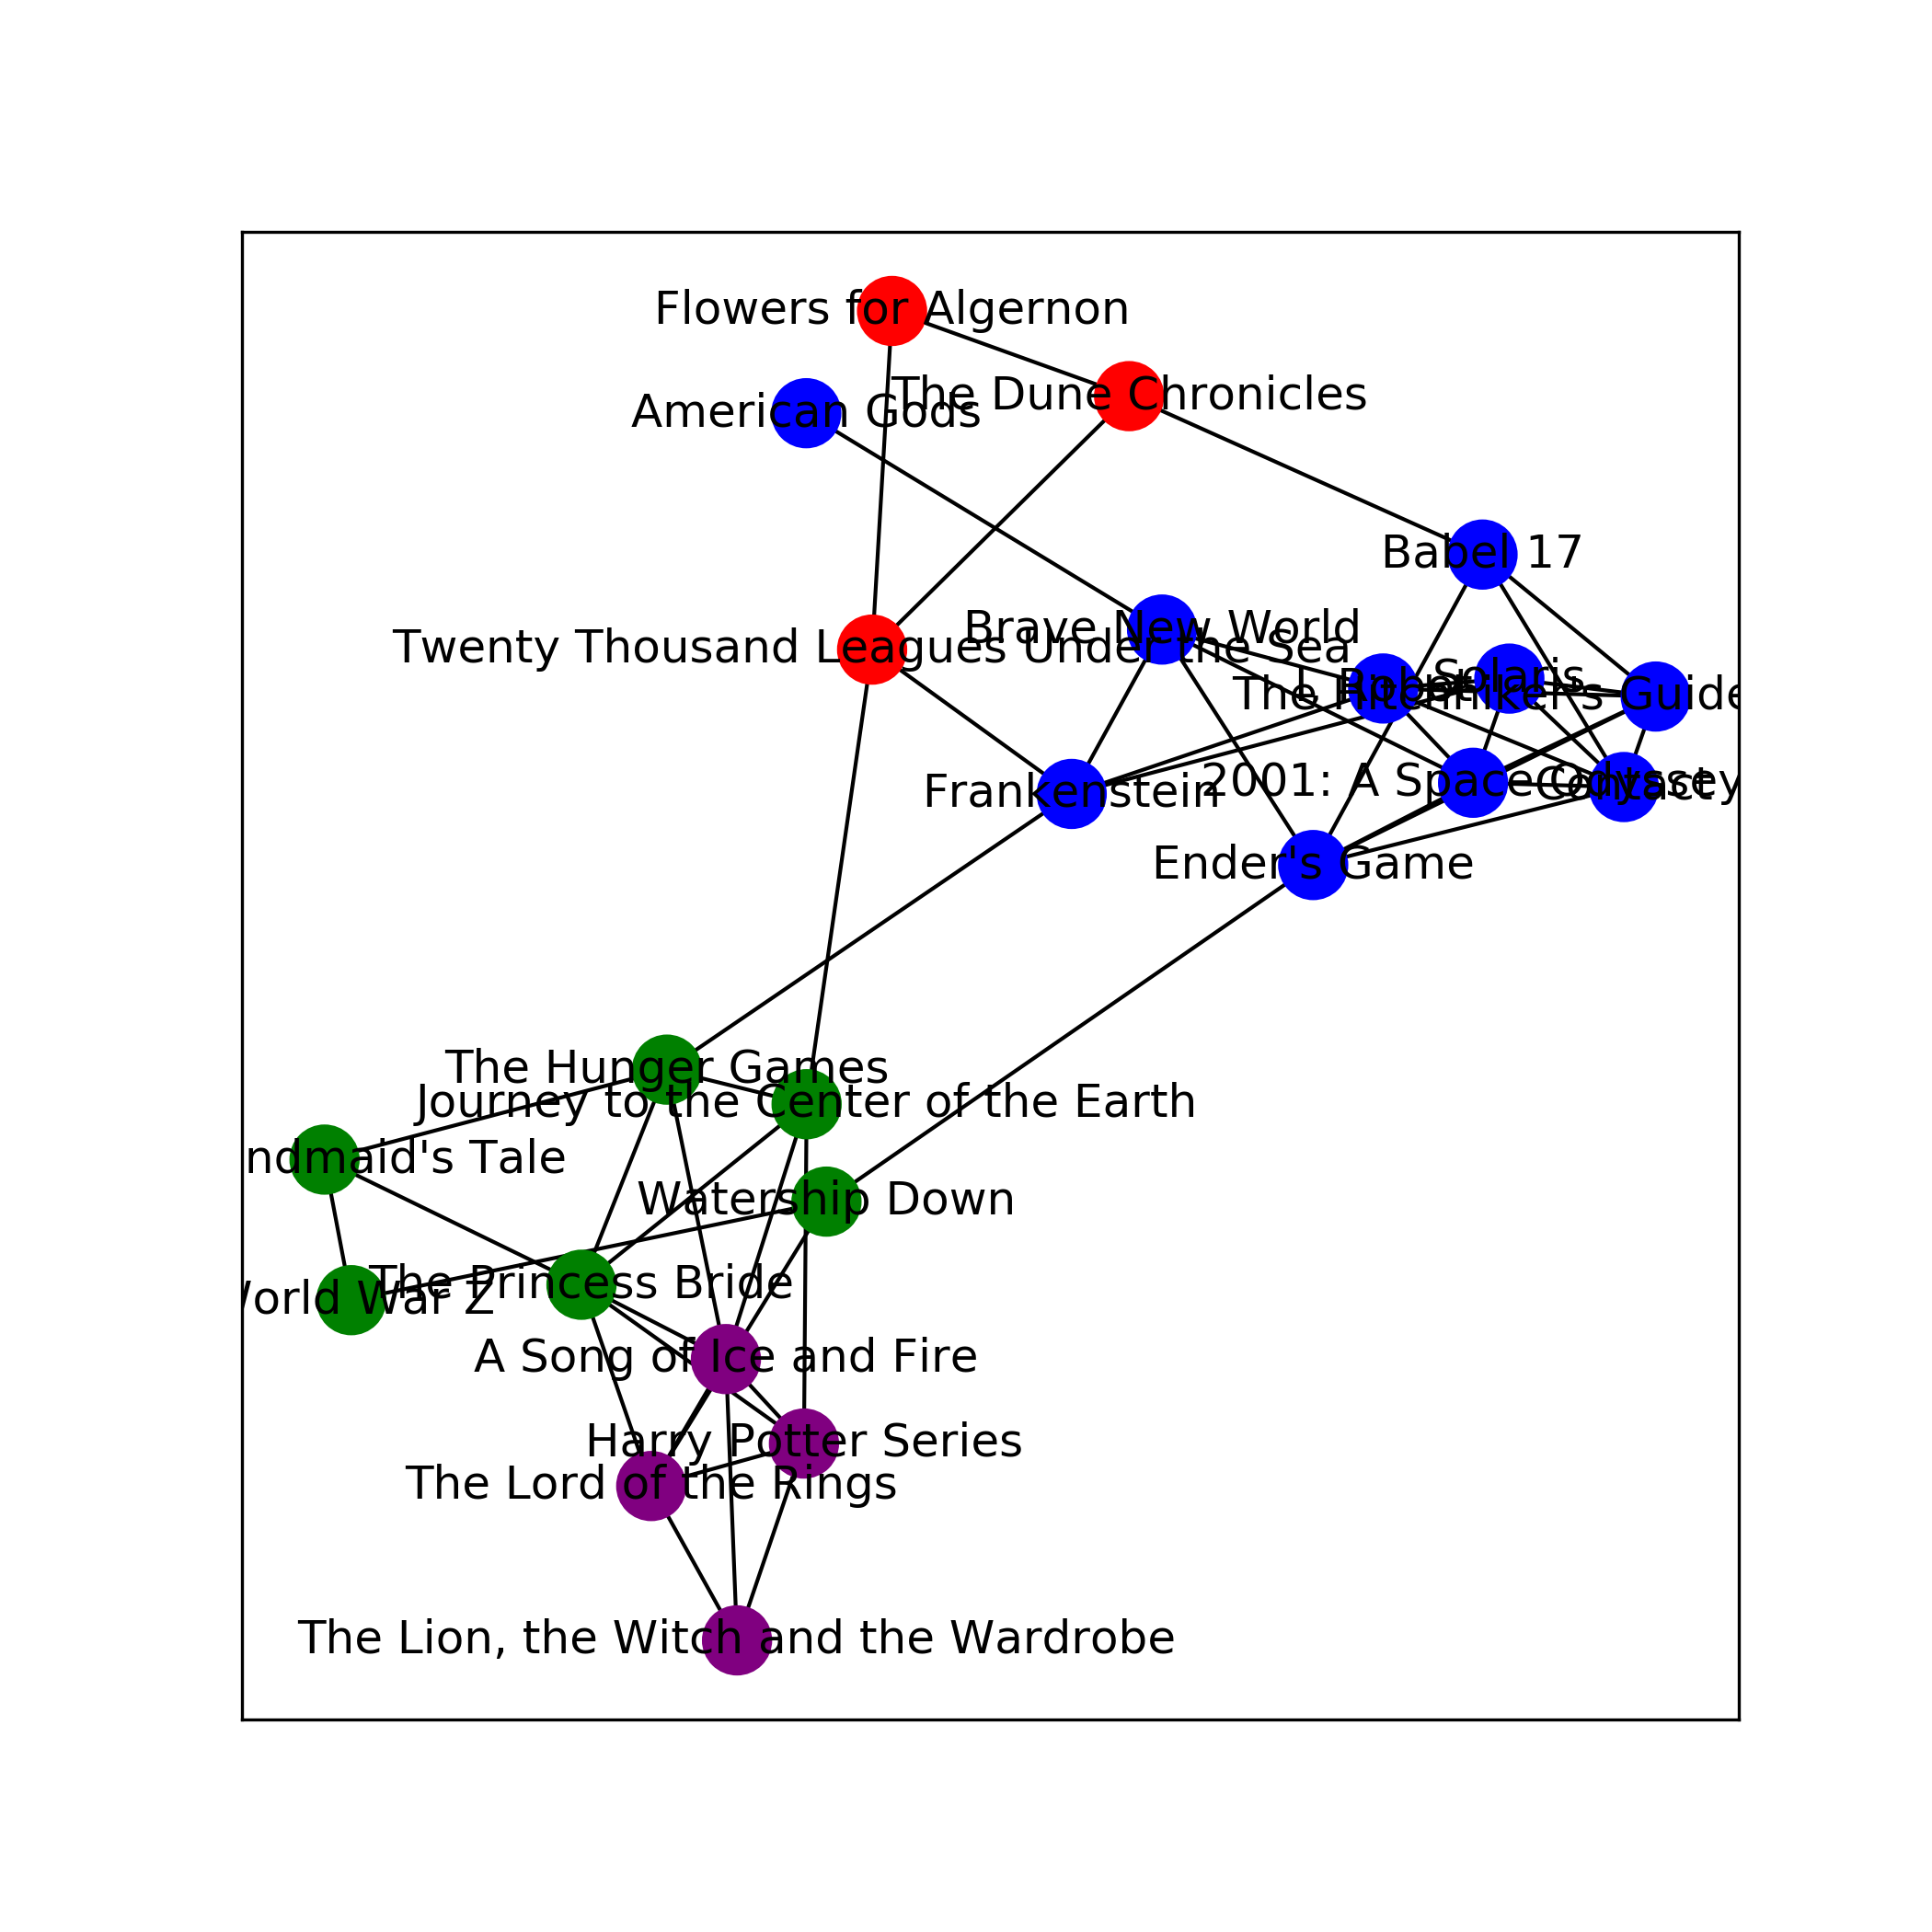 Flowers for Algernon
The Dune Chronicles
American Gods
Babel 17
Brave New World
Twenty Thousand Leagues Under the Sea
Solaris
I, Robot
The Hitchhiker's Guide
2001: A Space Odyssey
Contact
Frankenstein
Ender's Game
The Hunger Games
Journey to the Center of the Earth
ndmaid's Tale
Watership Down
The Princess Bride
World War Z
A Song of Ice and Fire
Harry Potter Series
The Lord of the Rings
The Lion, the Witch and the Wardrobe